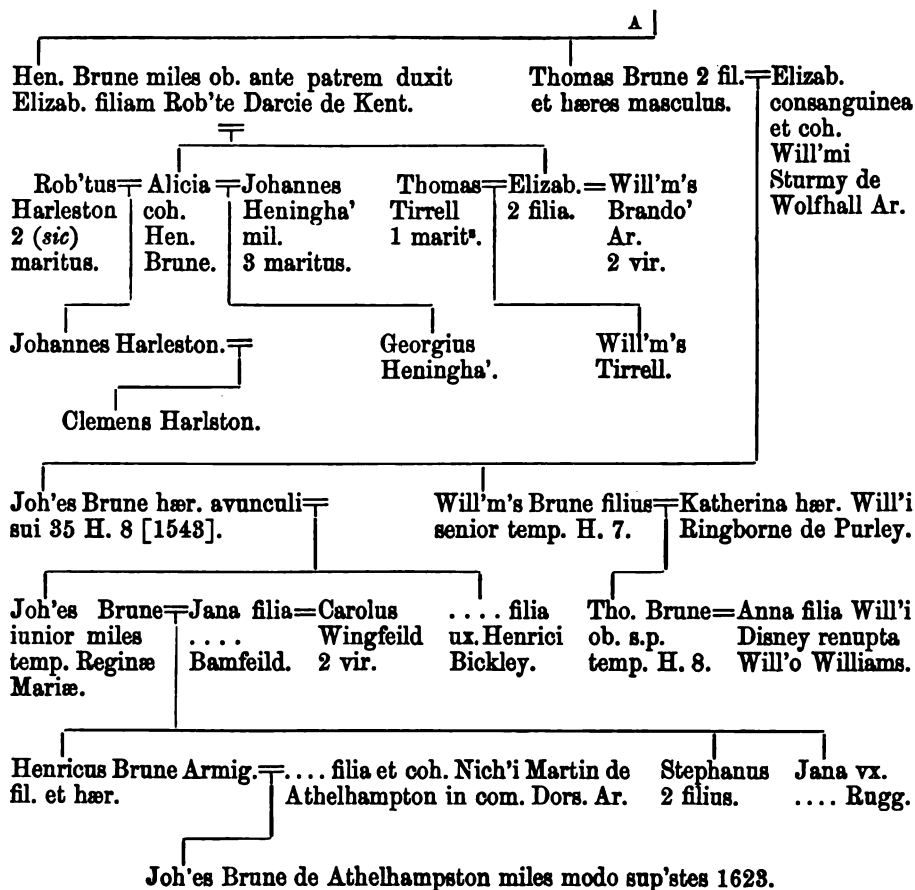 A
Hen. Brune miles ob. ante patrem duxit
Elizab. filiam Rob'te Darcie de Kent.
Thomas Brune 2 fil.
et hæres masculus.
Elizab.
consanguinea
et coh.
Will'mi
Sturmy de
Wolfhall Ar.
Rob'tus
Harleston
2 (sic)
maritus.
Alicia
coh.
Hen.
Brune.
Johannes
Heningha'
mil.
3 maritus.
Thomas
Tirrell
1 maritˢ.
Elizab.
2 filia.
=
Will'm's
Brando'
Ar.
2 vir.
Johannes Harleston.
Georgius
Heningha'.
Will'm's
Tirrell.
Clemens Harlston.
Joh'es Brune hær. avunculi
sui 35 H. 8 [1543].
Will'm's Brune filius
senior temp. H. 7.
Katherina hær. Will'i
Ringborne de Purley.
Joh'es Brune
iunior miles
temp. Reginæ
Mariæ.
Jana filia
. . . .
Bamfeild.
=
Carolus
Wingfeild
2 vir.
. . . . filia
ux. Henrici
Bickley.
Tho. Brune
ob. s.p.
temp. H. 8.
=
Anna filia Will'i
Disney renupta
Will'o Williams.
Henricus Brune Armig.
fil. et hær.
. . . . filia et coh. Nich'i Martin de
Athelhampton in com. Dors. Ar.
Stephanus
2 filius.
Jana vx.
. . . . Rugg.
Joh'es Brune de Athelhampston miles modo sup'stes 1623.